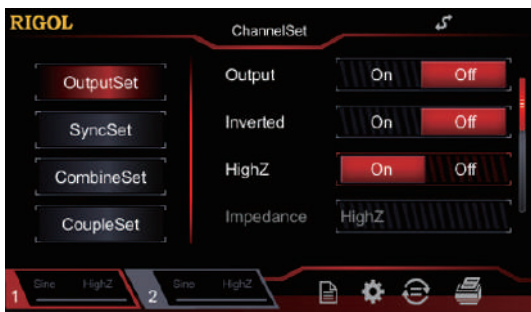 RIGOL
ChannelSet
OutputSet
SyncSet
CombineSet
CoupleSet
Output
On
Off
Inverted
On
Off
HighZ
On
Off
Impedance
HighZ
1
Sine
HighZ
2
Sine
HighZ